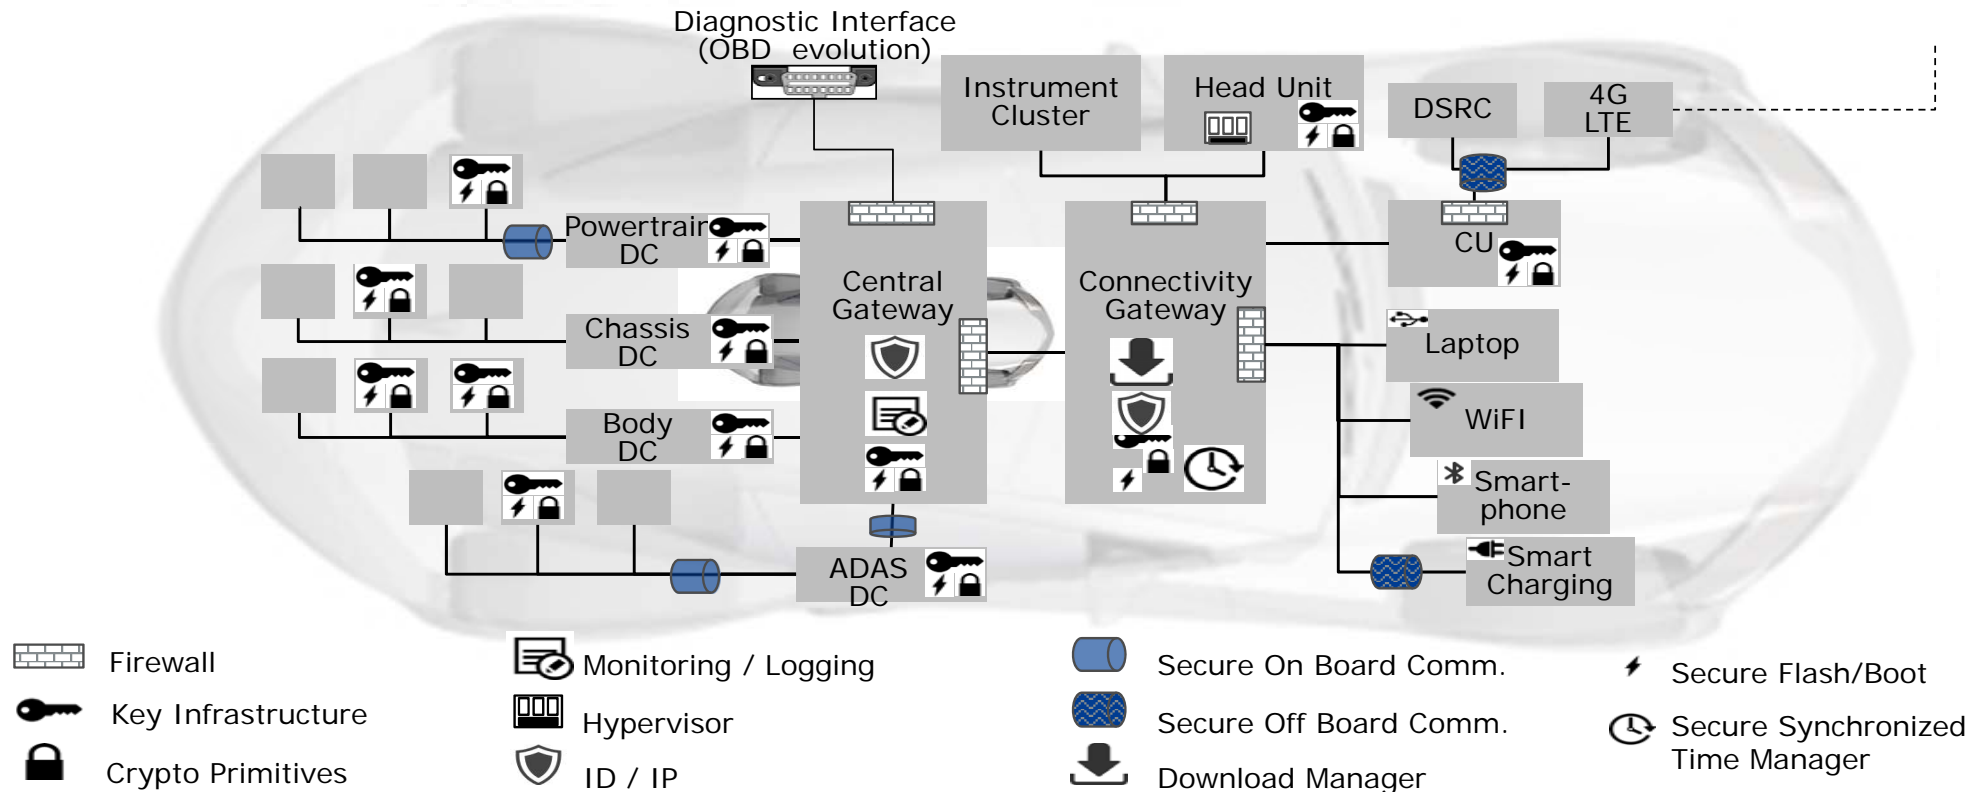 Diagnostic Interface
(OBD evolution)
Instrument
Cluster
Head Unit
DSRC
4G
LTE
Powertrain
DC
CU
Central
Gateway
Connectivity
Gateway
Chassis
DC
Laptop
WiFI
Body
DC
Smart-
phone
ADAS
DC
Smart
Charging
Firewall
Monitoring / Logging
Secure On Board Comm.
Secure Flash/Boot
Key Infrastructure
Hypervisor
Secure Off Board Comm.
Secure Synchronized
Time Manager
Crypto Primitives
ID / IP
Download Manager